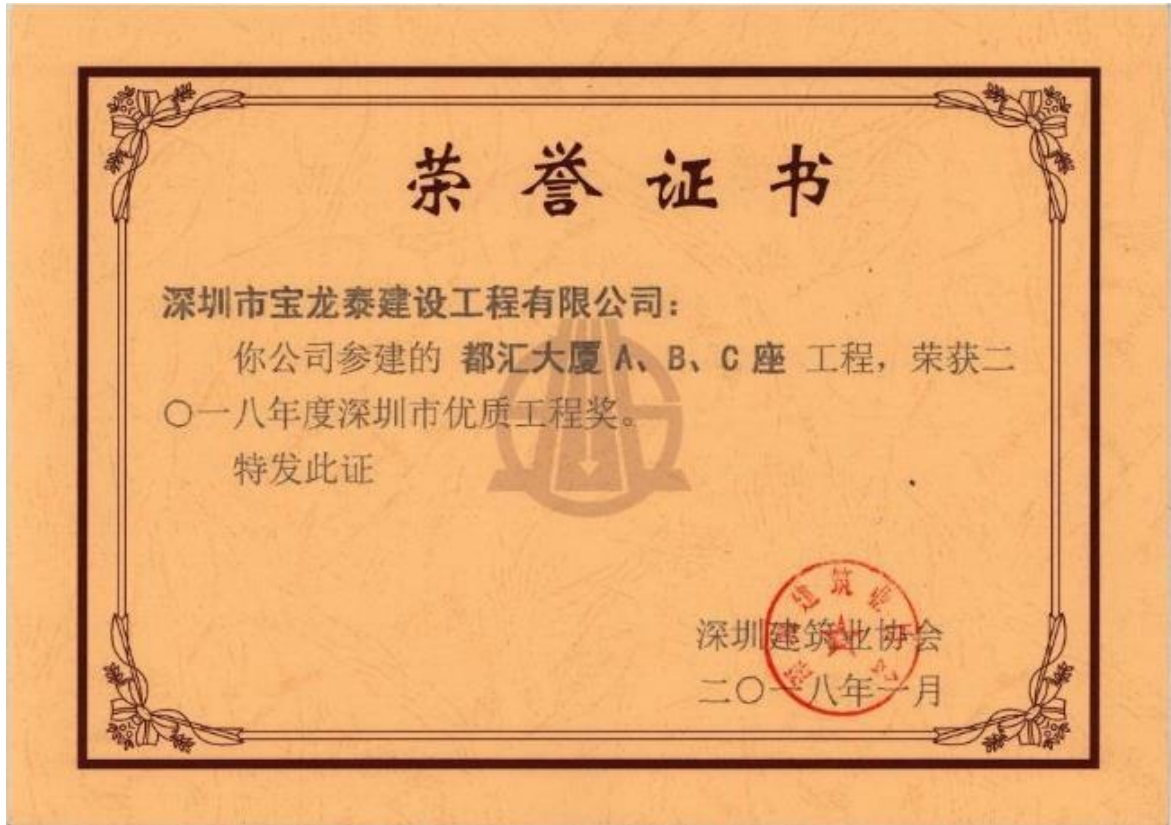 荣誉证书
深圳市宝龙泰建设工程有限公司：
你公司参建的 都汇大厦 A、B、C 座 工程，荣获二
〇一八年度深圳市优质工程奖。
特发此证
深圳建筑业协会
二〇一八年一月